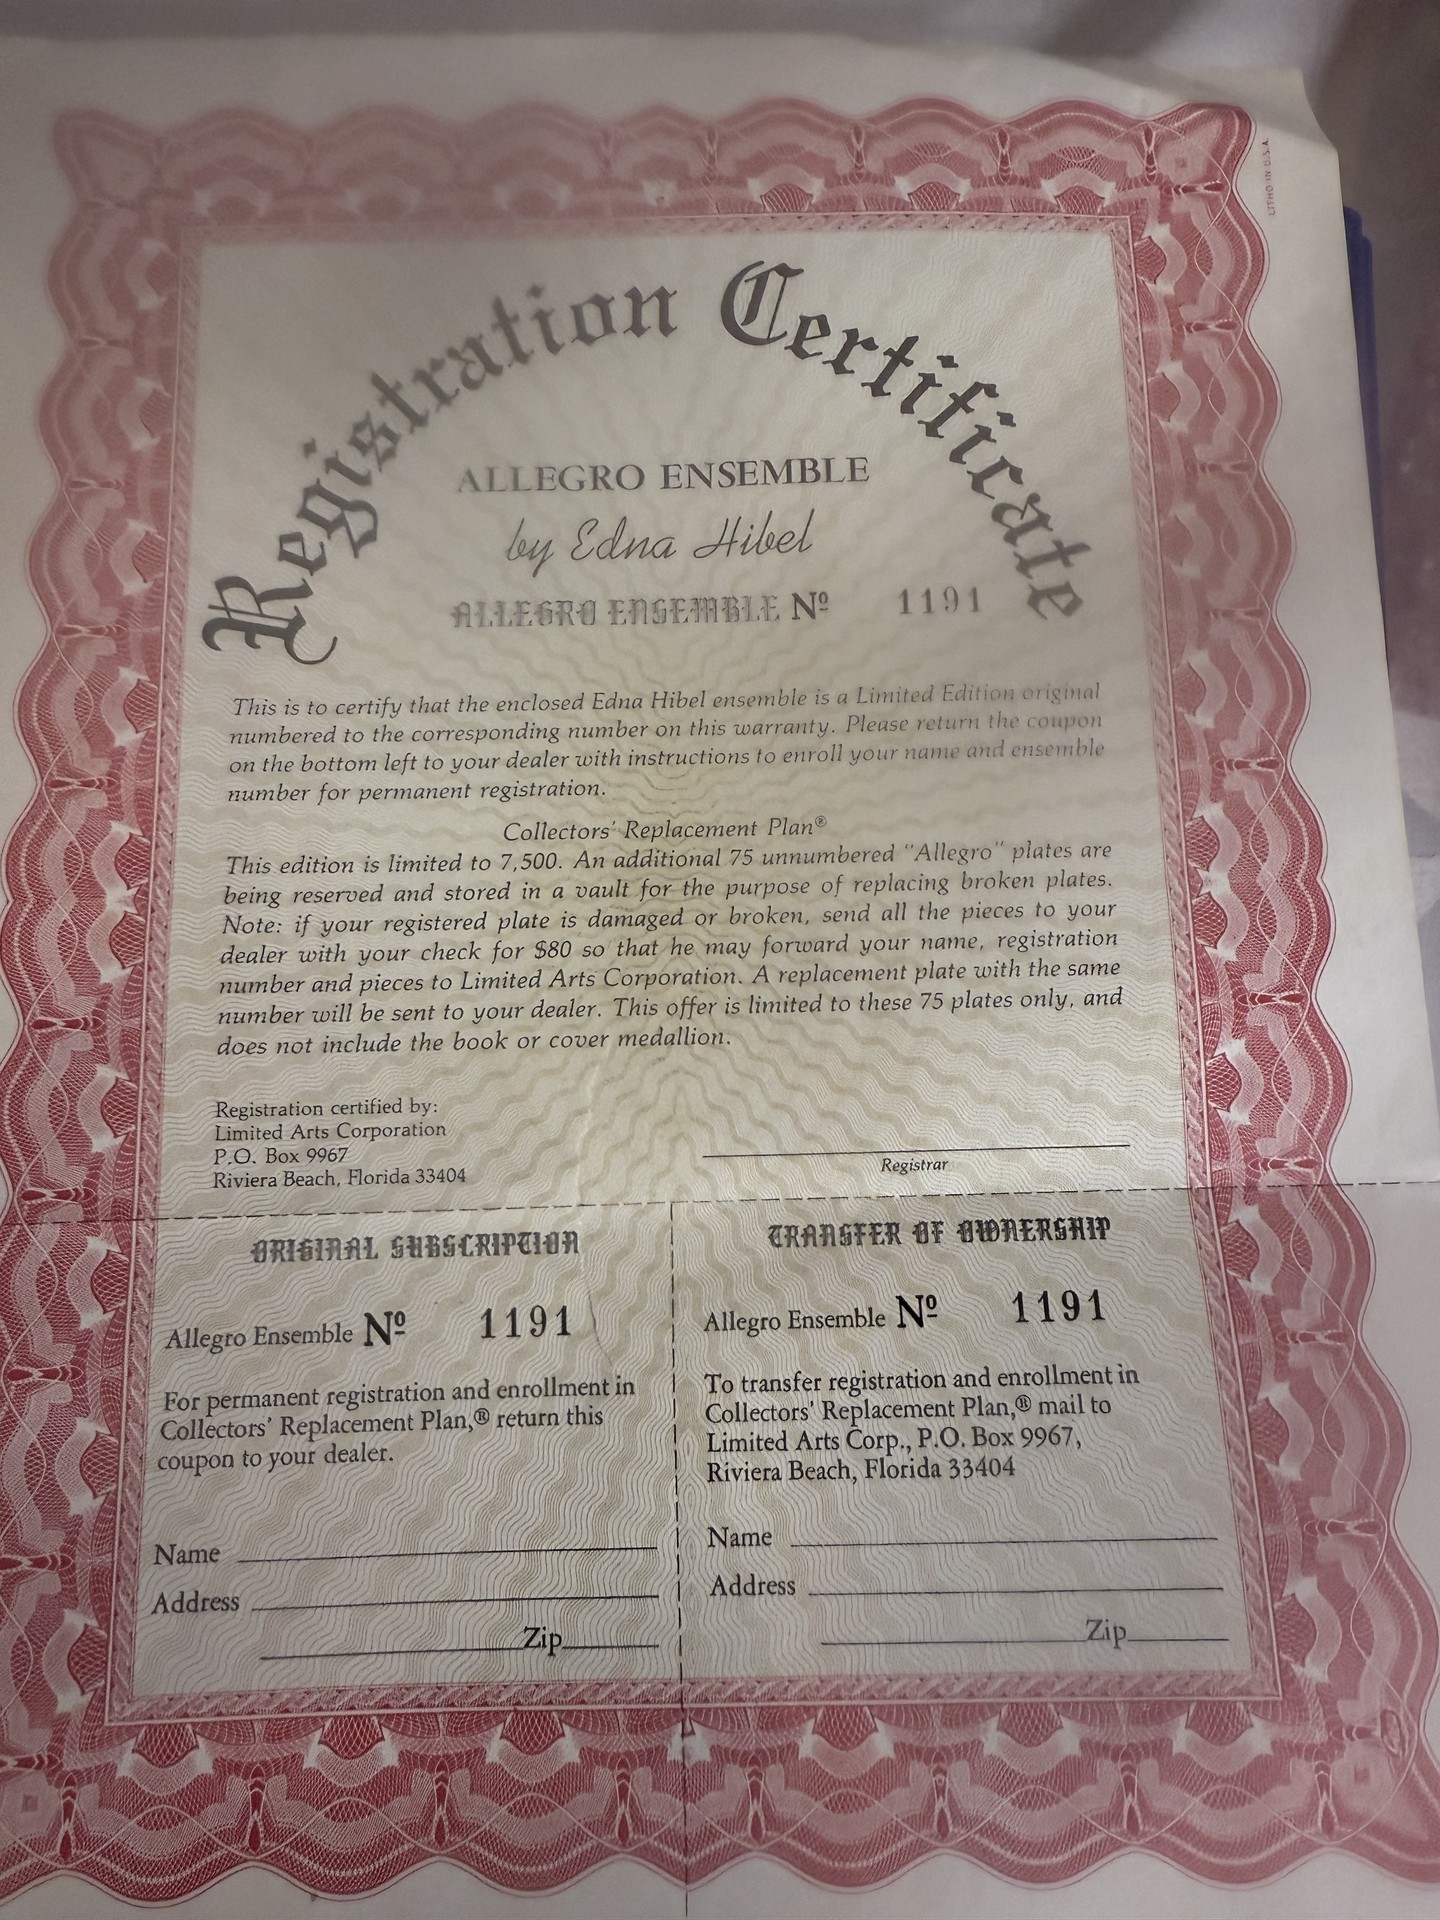 LITHO IN U.S.A.
Registration Certificate
ALLEGRO ENSEMBLE
by Edna Hibel
ALLEGRO ENSEMBLE Nº 1191
This is to certify that the enclosed Edna Hibel ensemble is a Limited Edition original
numbered to the corresponding number on this warranty. Please return the coupon
on the bottom left to your dealer with instructions to enroll your name and ensemble
number for permanent registration.
Collectors' Replacement Plan®
This edition is limited to 7,500. An additional 75 unnumbered "Allegro" plates are
being reserved and stored in a vault for the purpose of replacing broken plates.
Note: if your registered plate is damaged or broken, send all the pieces to your
dealer with your check for $80 so that he may forward your name, registration
number and pieces to Limited Arts Corporation. A replacement plate with the same
number will be sent to your dealer. This offer is limited to these 75 plates only, and
does not include the book or cover medallion.
Registration certified by:
Limited Arts Corporation
P.O. Box 9967
Riviera Beach, Florida 33404
Registrar
ORIGINAL SUBSCRIPTION
Allegro Ensemble Nº 1191
For permanent registration and enrollment in
Collectors' Replacement Plan,® return this
coupon to your dealer.
Name
Address
Zip
TRANSFER OF OWNERSHIP
Allegro Ensemble Nº 1191
To transfer registration and enrollment in
Collectors' Replacement Plan,® mail to
Limited Arts Corp., P.O. Box 9967,
Riviera Beach, Florida 33404
Name
Address
Zip